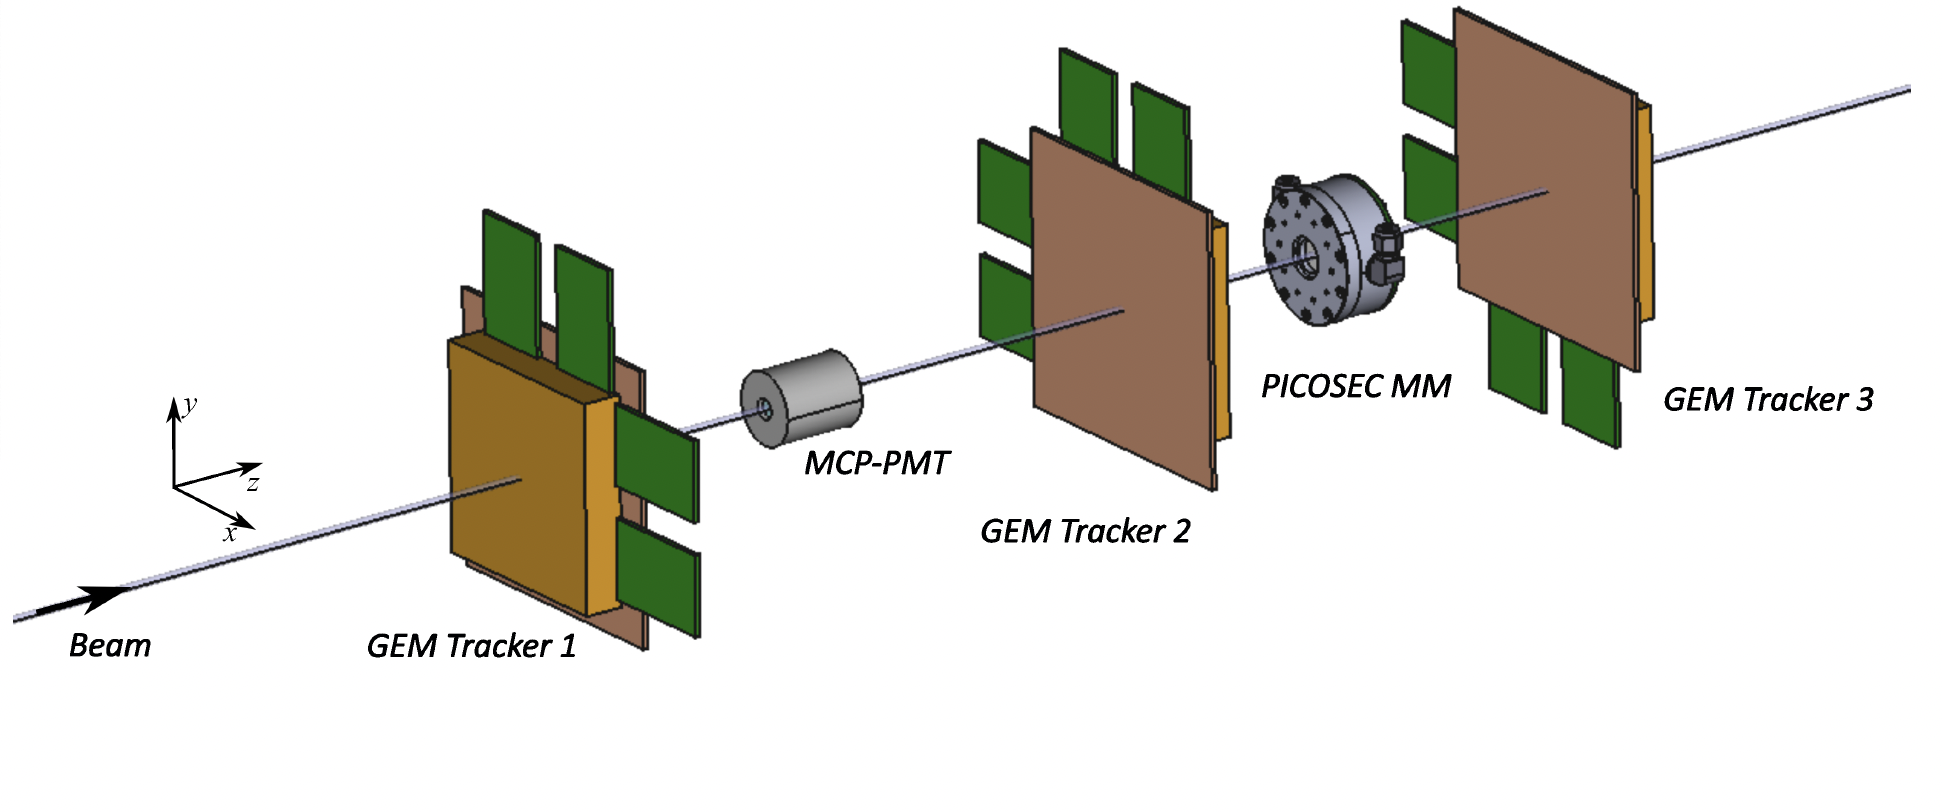 GEM Tracker 3
PICOSEC MM
MCP-PMT
GEM Tracker 2
y
z
x
Beam
GEM Tracker 1